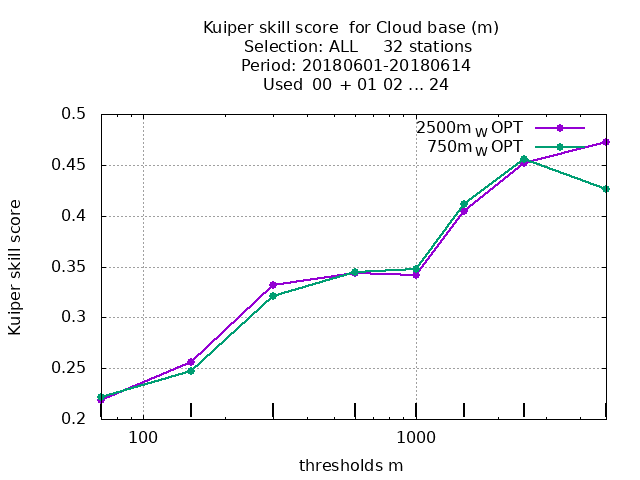 Kuiper skill score for Cloud base (m)
Selection: ALL 32 stations
Period: 20180601-20180614
Used 00 + 01 02 ... 24
2500m W OPT
750m W OPT
0.5
0.45
0.4
0.35
0.3
0.25
0.2
Kuiper skill score
100 1000
thresholds m